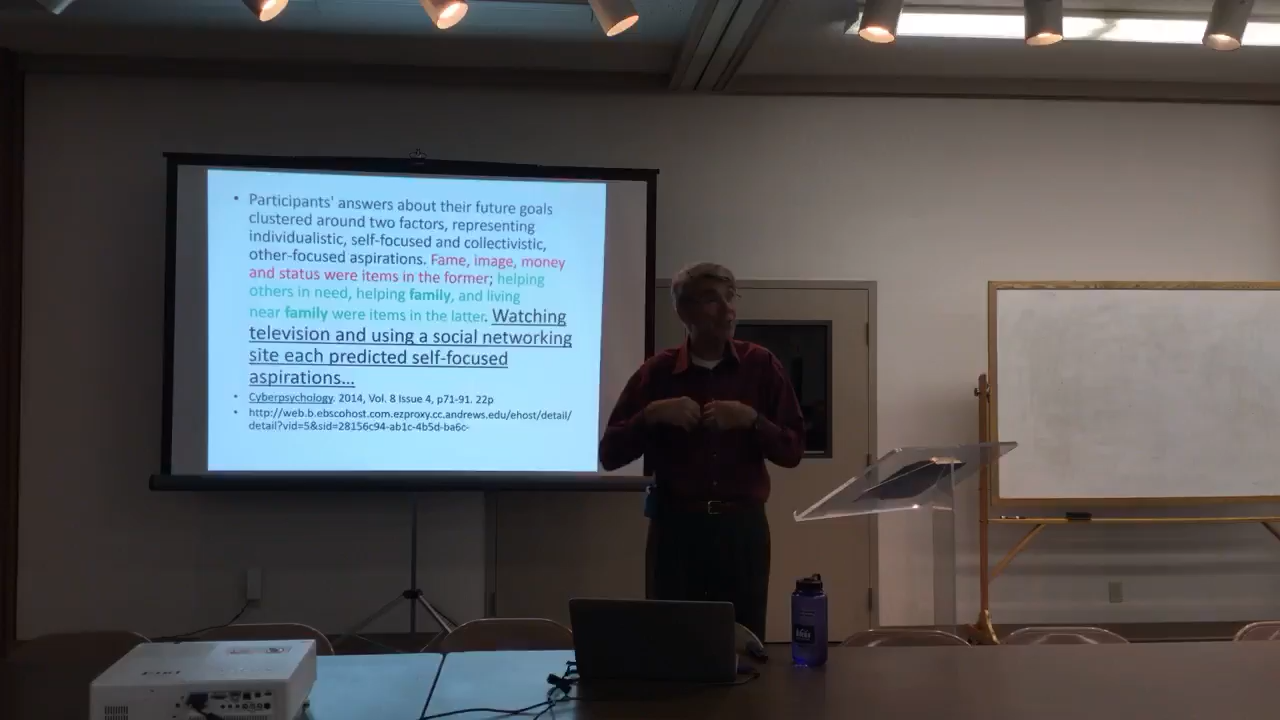 • Participants' answers about their future goals
clustered around two factors, representing
individualistic, self-focused and collectivistic,
other-focused aspirations. Fame, image, money
and status were items in the former; helping
others in need, helping family, and living
near family were items in the latter. Watching
television and using a social networking
site each predicted self-focused
aspirations...
• Cyberpsychology. 2014, Vol. 8 Issue 4, p71-91. 22p
• http://web.b.ebscohost.com.ezproxy.cc.andrews.edu/ehost/detail/
detail?vid=5&sid=28156c94-ab1c-4b5d-ba6c-